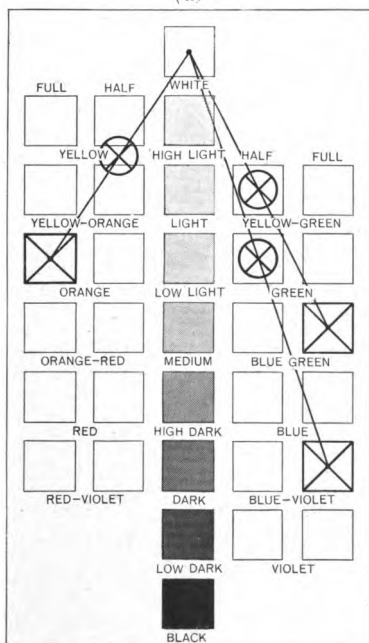 WHITE
FULL HALF
YELLOW HIGH LIGHT HALF FULL
YELLOW-ORANGE LIGHT YELLOW-GREEN
ORANGE LOW LIGHT GREEN
ORANGE-RED MEDIUM BLUE GREEN
RED HIGH DARK BLUE
RED-VIOLET DARK BLUE-VIOLET
LOW DARK VIOLET
BLACK